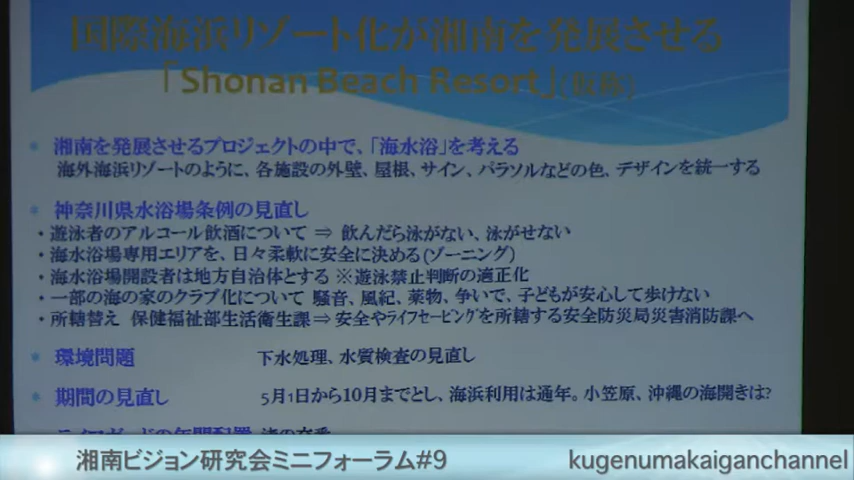 国際海浜リゾート化が湘南を発展させる
「Shonan Beach Resort」(仮称)
湘南を発展させるプロジェクトの中で、「海水浴」を考える
海外海浜リゾートのように、各施設の外壁、屋根、サイン、パラソルなどの色、デザインを統一する
神奈川県水浴場条例の見直し
・遊泳者のアルコール飲酒について ⇒ 飲んだら泳がない、泳がせない
・海水浴場専用エリアを、日々柔軟に安全に決める(ゾーニング)
・海水浴場開設者は地方自治体とする ※遊泳禁止判断の適正化
・一部の海の家のクラブ化について 騒音、風紀、薬物、争いで、子どもが安心して歩けない
・所轄替え 保健福祉部生活衛生課⇒安全やライフセービングを所轄する安全防災局災害消防課へ
環境問題 下水処理、水質検査の見直し
期間の見直し 5月1日から10月までとし、海浜利用は通年。小笠原、沖縄の海開きは?
湘南ビジョン研究会ミニフォーラム#9
kugenumakaiganchannel